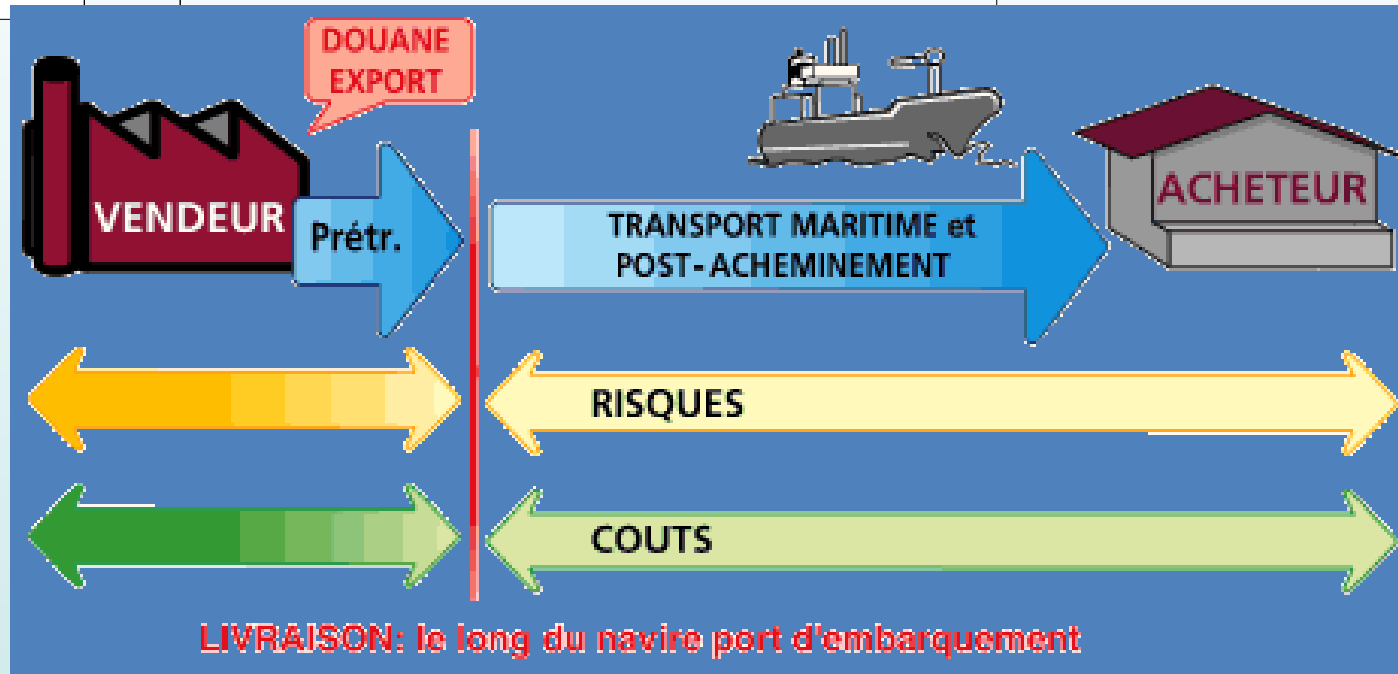 DOUANE
EXPORT
VENDEUR
Prétr.
TRANSPORT MARITIME et
POST-ACHEMINEMENT
ACHETEUR
RISQUES
COUTS
LIVRAISON: le long du navire port d'embarquement